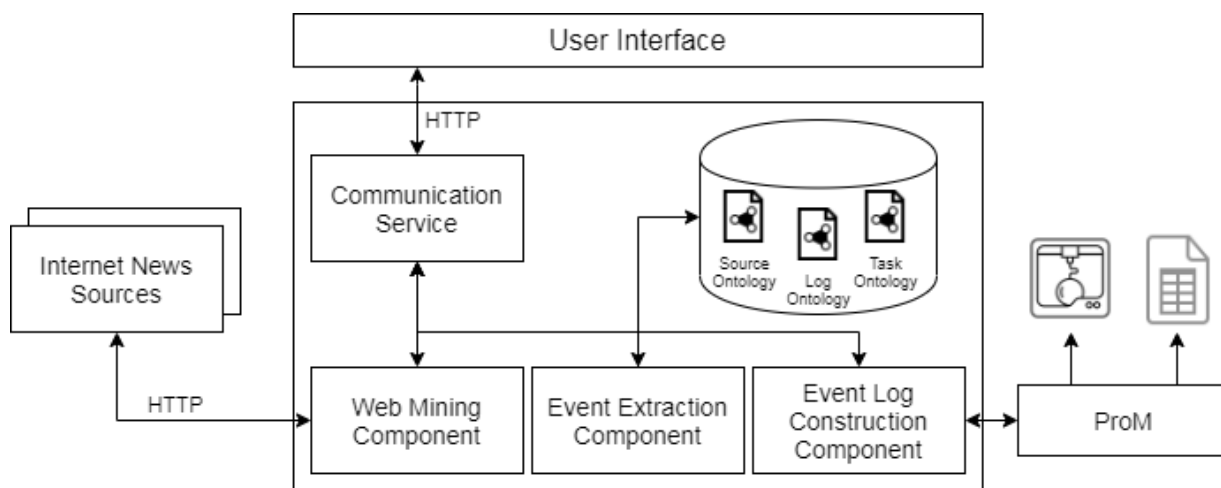 User Interface
HTTP
Communication
Service
Source
Ontology
Log
Ontology
Task
Ontology
Internet News
Sources
HTTP
Web Mining
Component
Event Extraction
Component
Event Log
Construction
Component
ProM